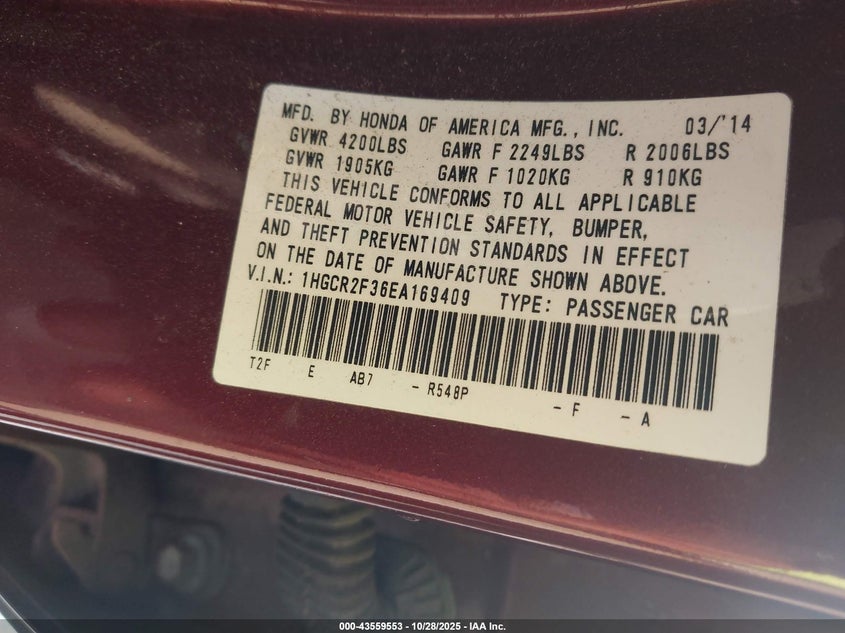 MFD. BY HONDA OF AMERICA MFG., INC. 03/'14
GVWR 4200LBS GAWR F 2249LBS R 2006LBS
GVWR 1905KG GAWR F 1020KG R 910KG
THIS VEHICLE CONFORMS TO ALL APPLICABLE
FEDERAL MOTOR VEHICLE SAFETY, BUMPER,
AND THEFT PREVENTION STANDARDS IN EFFECT
ON THE DATE OF MANUFACTURE SHOWN ABOVE.
V.I.N.: 1HGCR2F36EA169409 TYPE: PASSENGER CAR
T2F E AB7 - R548P - F - A
000-43559553 | 10/28/2025 - IAA Inc.